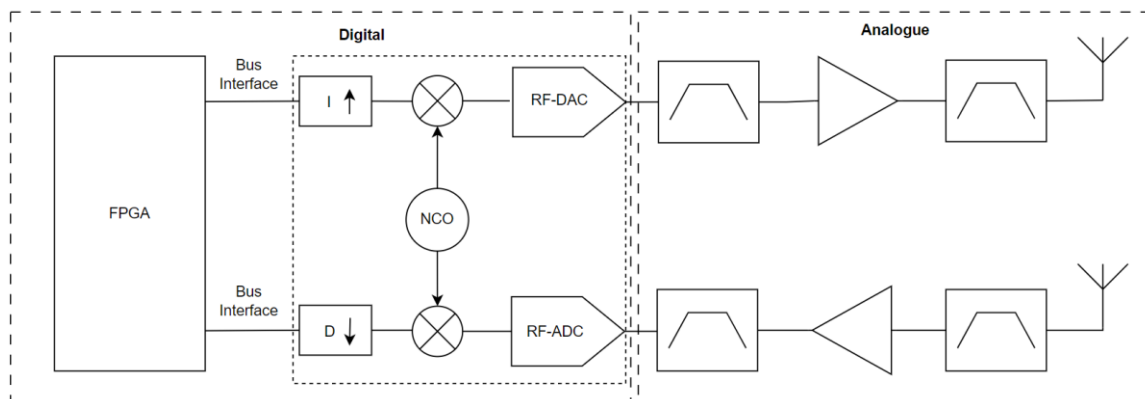 Digital
Analogue
Bus
Interface
I
RF-DAC
FPGA
NCO
Bus
Interface
D
RF-ADC